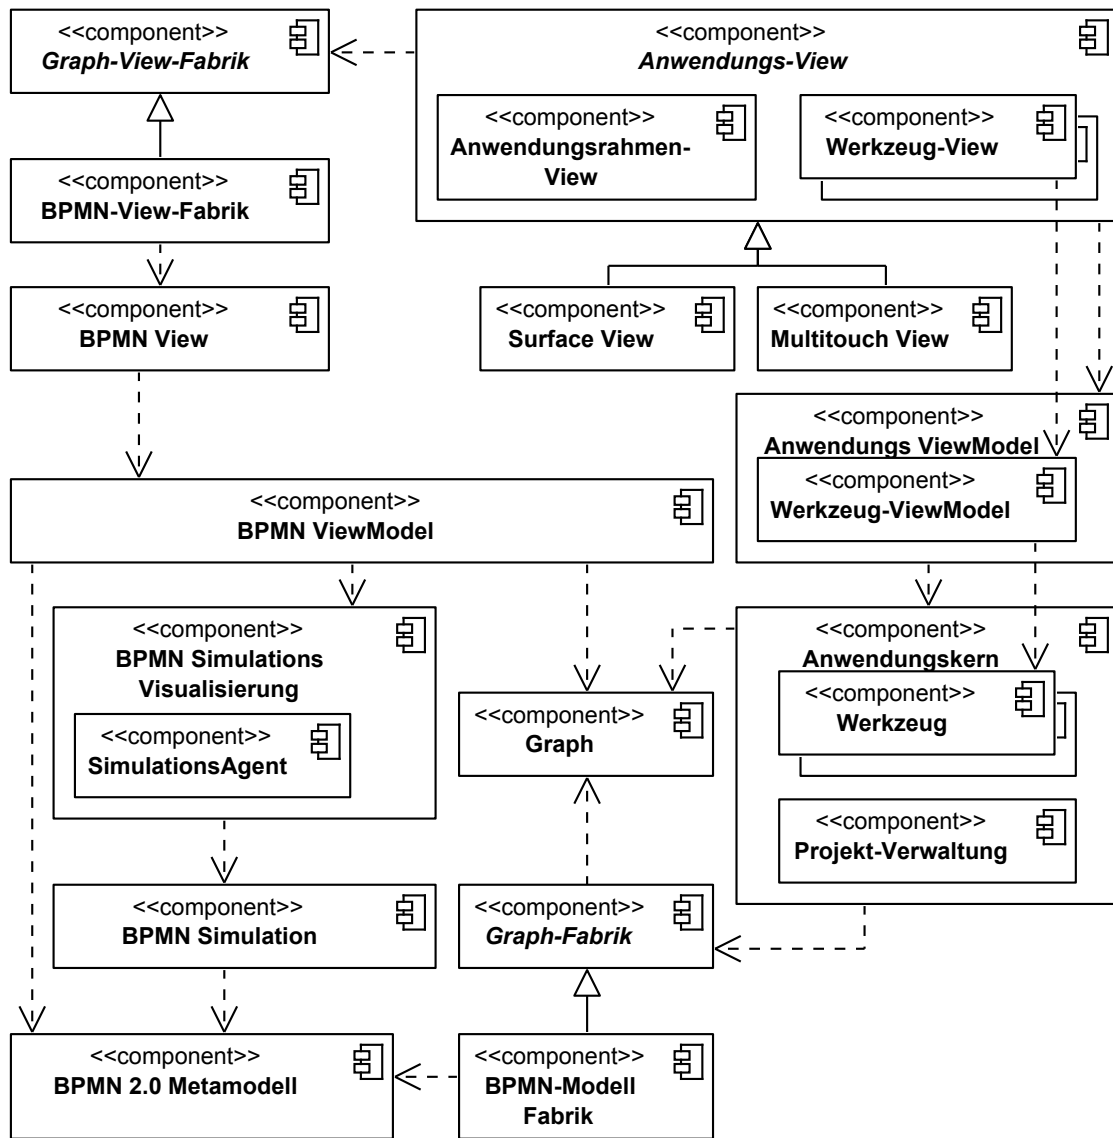 <<component>>
Graph-View-Fabrik
<<component>>
Anwendungs-View
<<component>>
Anwendungsrahmen-
View
<<component>>
Werkzeug-View
<<component>>
BPMN-View-Fabrik
<<component>>
BPMN View
<<component>>
Surface View
<<component>>
Multitouch View
<<component>>
Anwendungs ViewModel
<<component>>
Werkzeug-ViewModel
<<component>>
BPMN ViewModel
<<component>>
BPMN Simulations
Visualisierung
<<component>>
SimulationsAgent
<<component>>
Graph
<<component>>
Anwendungskern
<<component>>
Werkzeug
<<component>>
Projekt-Verwaltung
<<component>>
BPMN Simulation
<<component>>
Graph-Fabrik
<<component>>
BPMN 2.0 Metamodell
<<component>>
BPMN-Modell
Fabrik